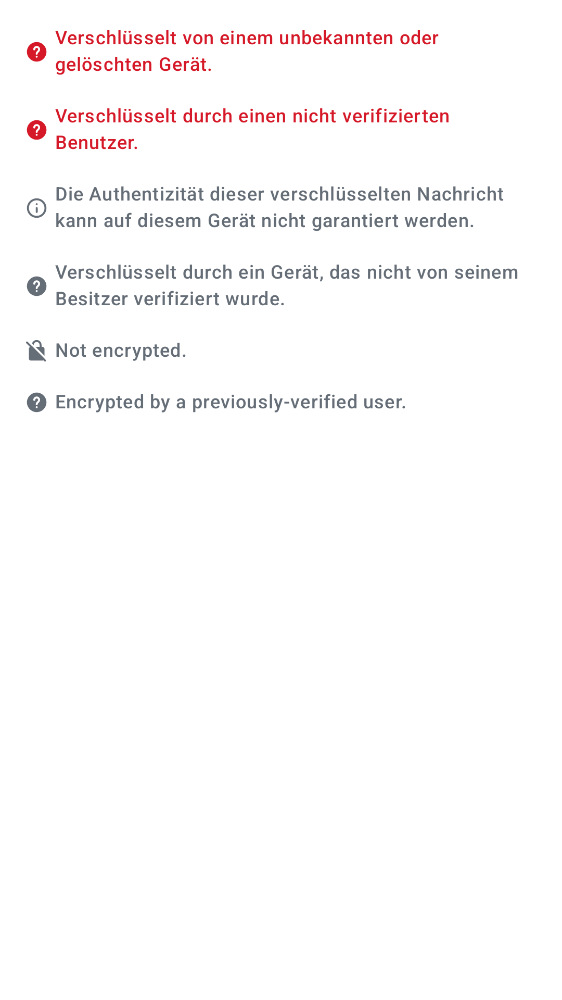 Verschlüsselt von einem unbekannten oder
gelöschten Gerät.
Verschlüsselt durch einen nicht verifizierten
Benutzer.
Die Authentizität dieser verschlüsselten Nachricht
kann auf diesem Gerät nicht garantiert werden.
Verschlüsselt durch ein Gerät, das nicht von seinem
Besitzer verifiziert wurde.
Not encrypted.
Encrypted by a previously-verified user.